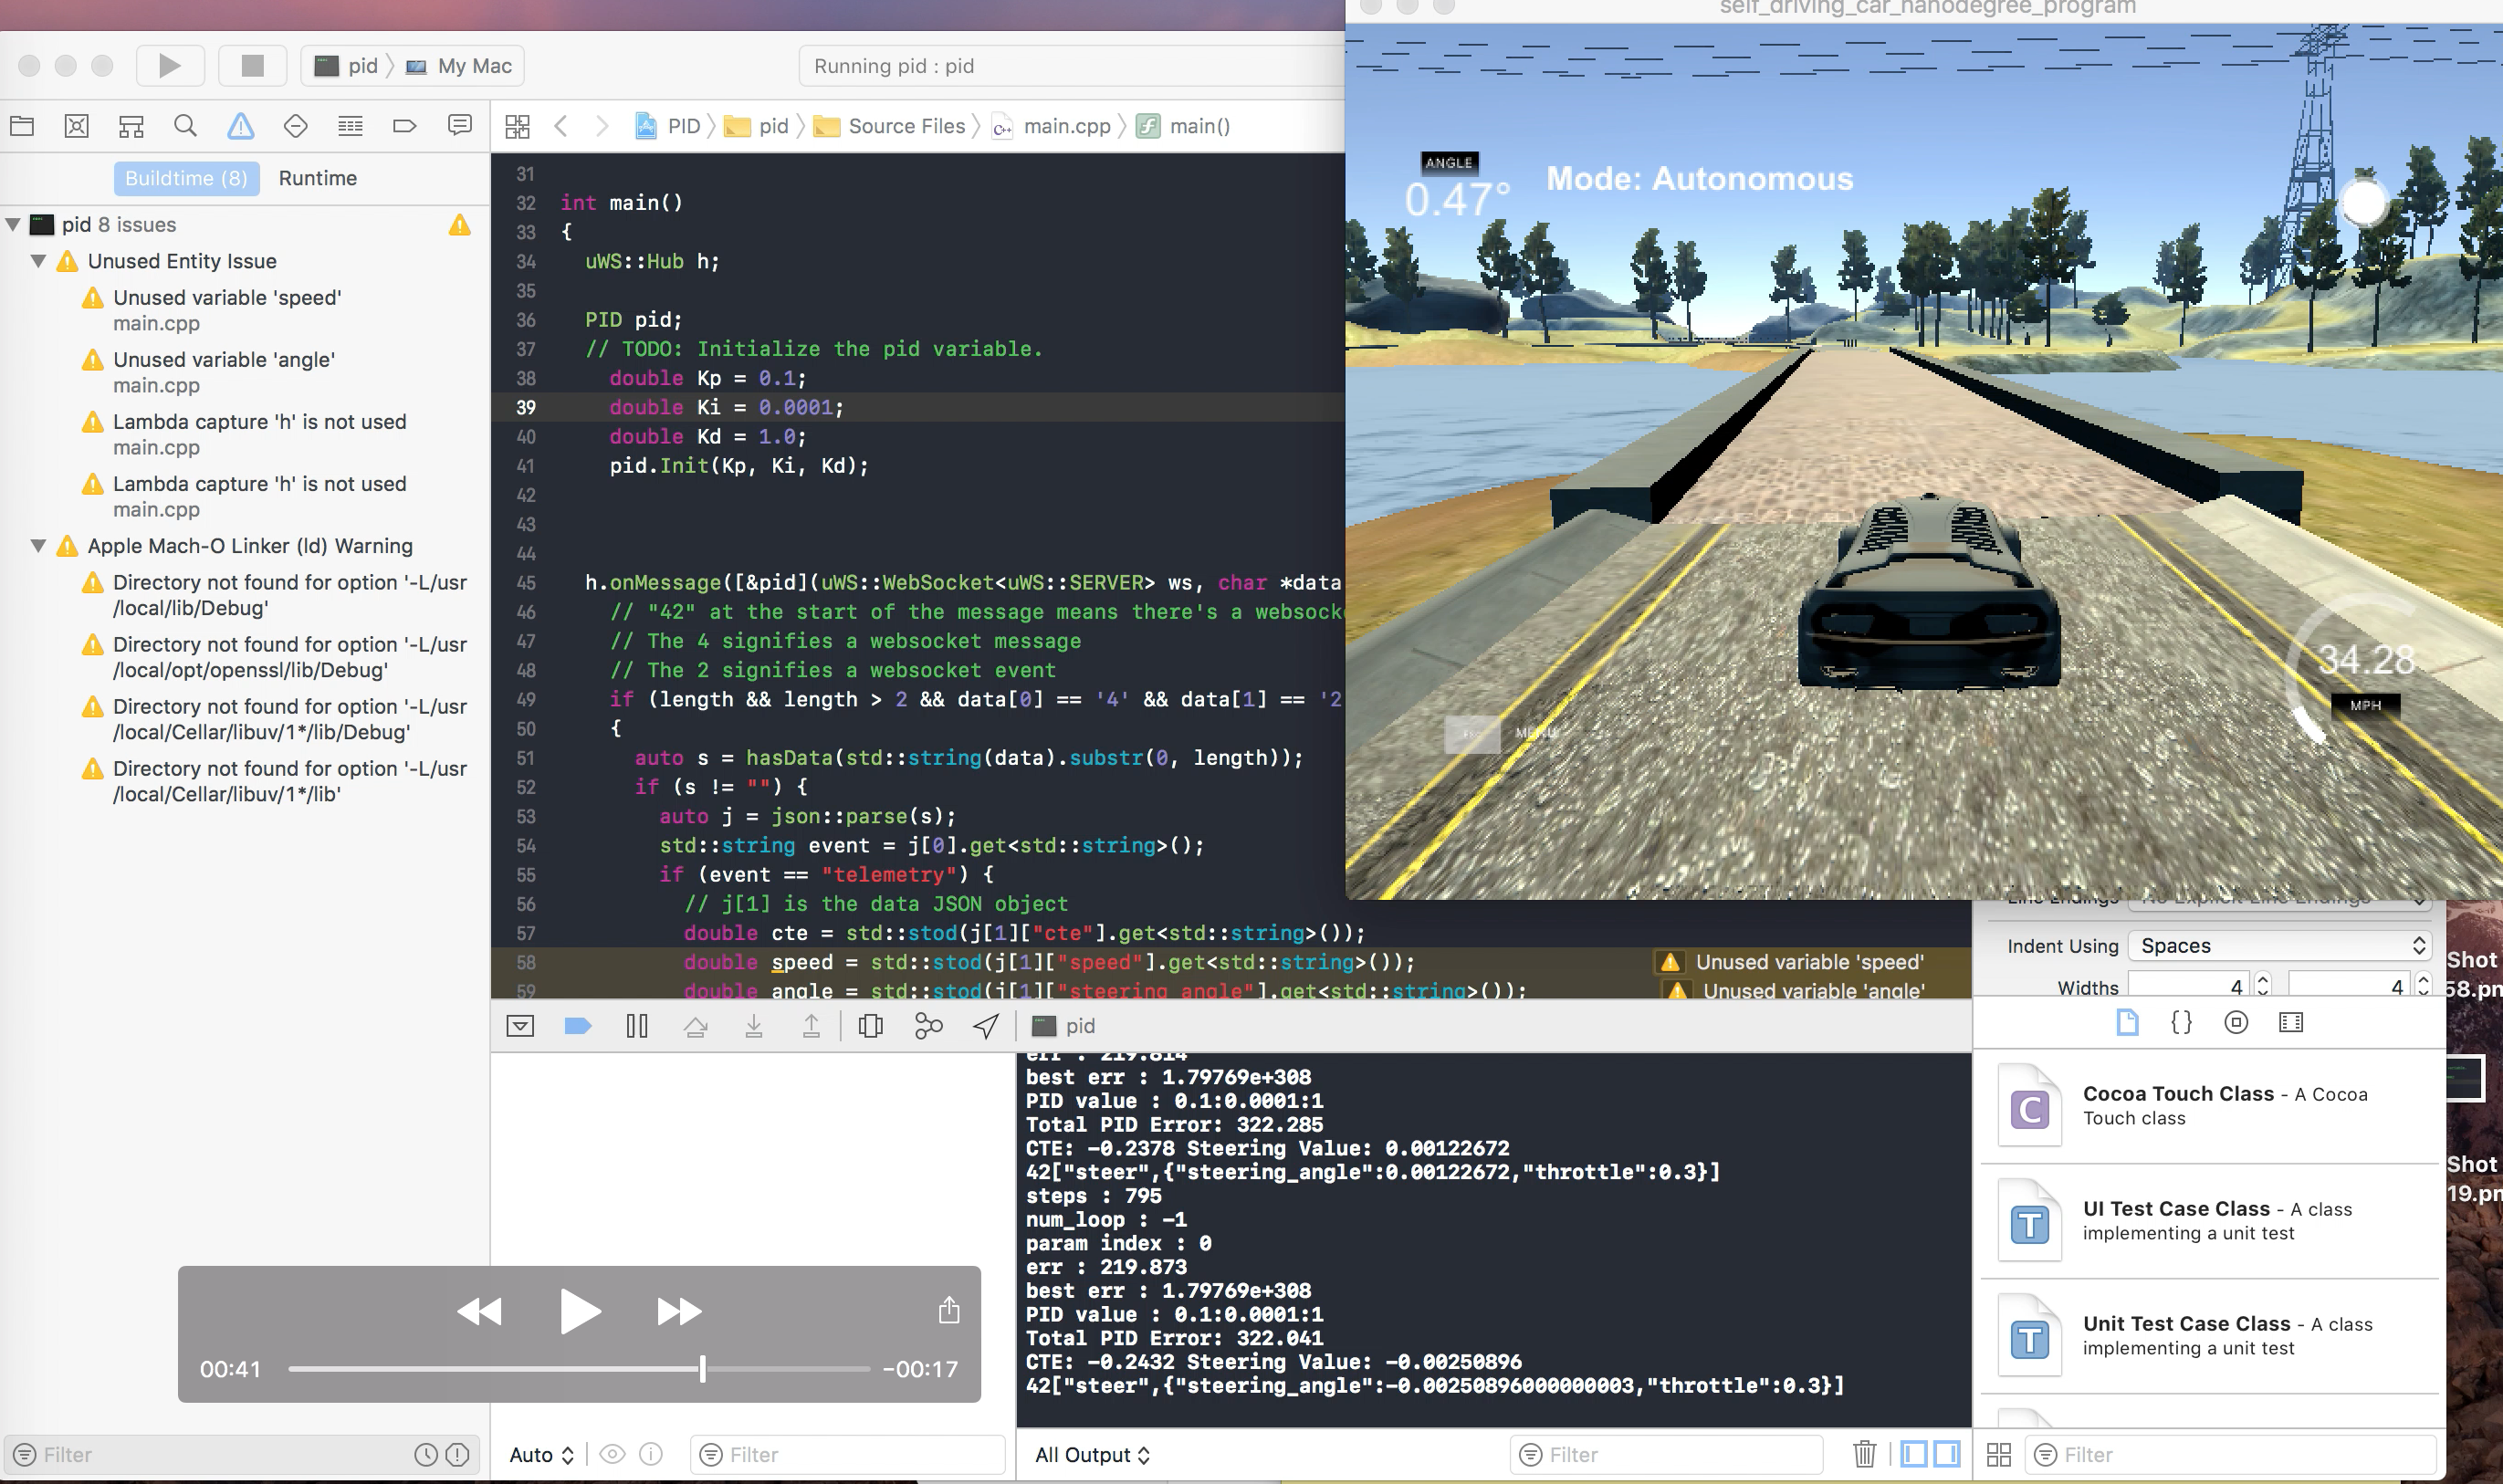 self_driving_car_nanodegree_program
pid
My Mac
Running pid : pid
PID
pid
Source Files
C++
main.cpp
main()
Buildtime (8)
Runtime
pid 8 issues
Unused Entity Issue
Unused variable 'speed'
main.cpp
Unused variable 'angle'
main.cpp
Lambda capture 'h' is not used
main.cpp
Lambda capture 'h' is not used
main.cpp
Apple Mach-O Linker (ld) Warning
Directory not found for option '-L/usr
/local/lib/Debug'
Directory not found for option '-L/usr
/local/opt/openssl/lib/Debug'
Directory not found for option '-L/usr
/local/Cellar/libuv/1*/lib/Debug'
Directory not found for option '-L/usr
/local/Cellar/libuv/1*/lib'
Filter
31
32 int main()
33 {
34 uWS::Hub h;
35
36 PID pid;
37 // TODO: Initialize the pid variable.
38 double Kp = 0.1;
39 double Ki = 0.0001;
40 double Kd = 1.0;
41 pid.Init(Kp, Ki, Kd);
42
43
44
45 h.onMessage([&pid](uWS::WebSocket<uWS::SERVER> ws, char *data
46 // "42" at the start of the message means there's a websock
47 // The 4 signifies a websocket message
48 // The 2 signifies a websocket event
49 if (length && length > 2 && data[0] == '4' && data[1] == '2
50 {
51 auto s = hasData(std::string(data).substr(0, length));
52 if (s != "") {
53 auto j = json::parse(s);
54 std::string event = j[0].get<std::string>();
55 if (event == "telemetry") {
56 // j[1] is the data JSON object
57 double cte = std::stod(j[1]["cte"].get<std::string>());
58 double speed = std::stod(j[1]["speed"].get<std::string>());
Unused variable 'speed'
59 double angle = std::stod(j[1]["steering_angle"].get<std::string>());
Unused variable 'angle'
ANGLE
0.47°
Mode: Autonomous
34.28
MPH
MENU
Line Endings
No Explicit Line Endings
Indent Using
Spaces
Widths
4
4
pid
err : 219.814
best err : 1.79769e+308
PID value : 0.1:0.0001:1
Total PID Error: 322.285
CTE: -0.2378 Steering Value: 0.00122672
42["steer",{"steering_angle":0.00122672,"throttle":0.3}]
steps : 795
num_loop : -1
param index : 0
err : 219.873
best err : 1.79769e+308
PID value : 0.1:0.0001:1
Total PID Error: 322.041
CTE: -0.2432 Steering Value: -0.00250896
42["steer",{"steering_angle":-0.00250896000000003,"throttle":0.3}]
00:41
-00:17
Auto
Filter
All Output
Filter
C
Cocoa Touch Class - A Cocoa
Touch class
T
UI Test Case Class - A class
implementing a unit test
T
Unit Test Case Class - A class
implementing a unit test
Filter
Shot
58.pn
Shot
19.pn